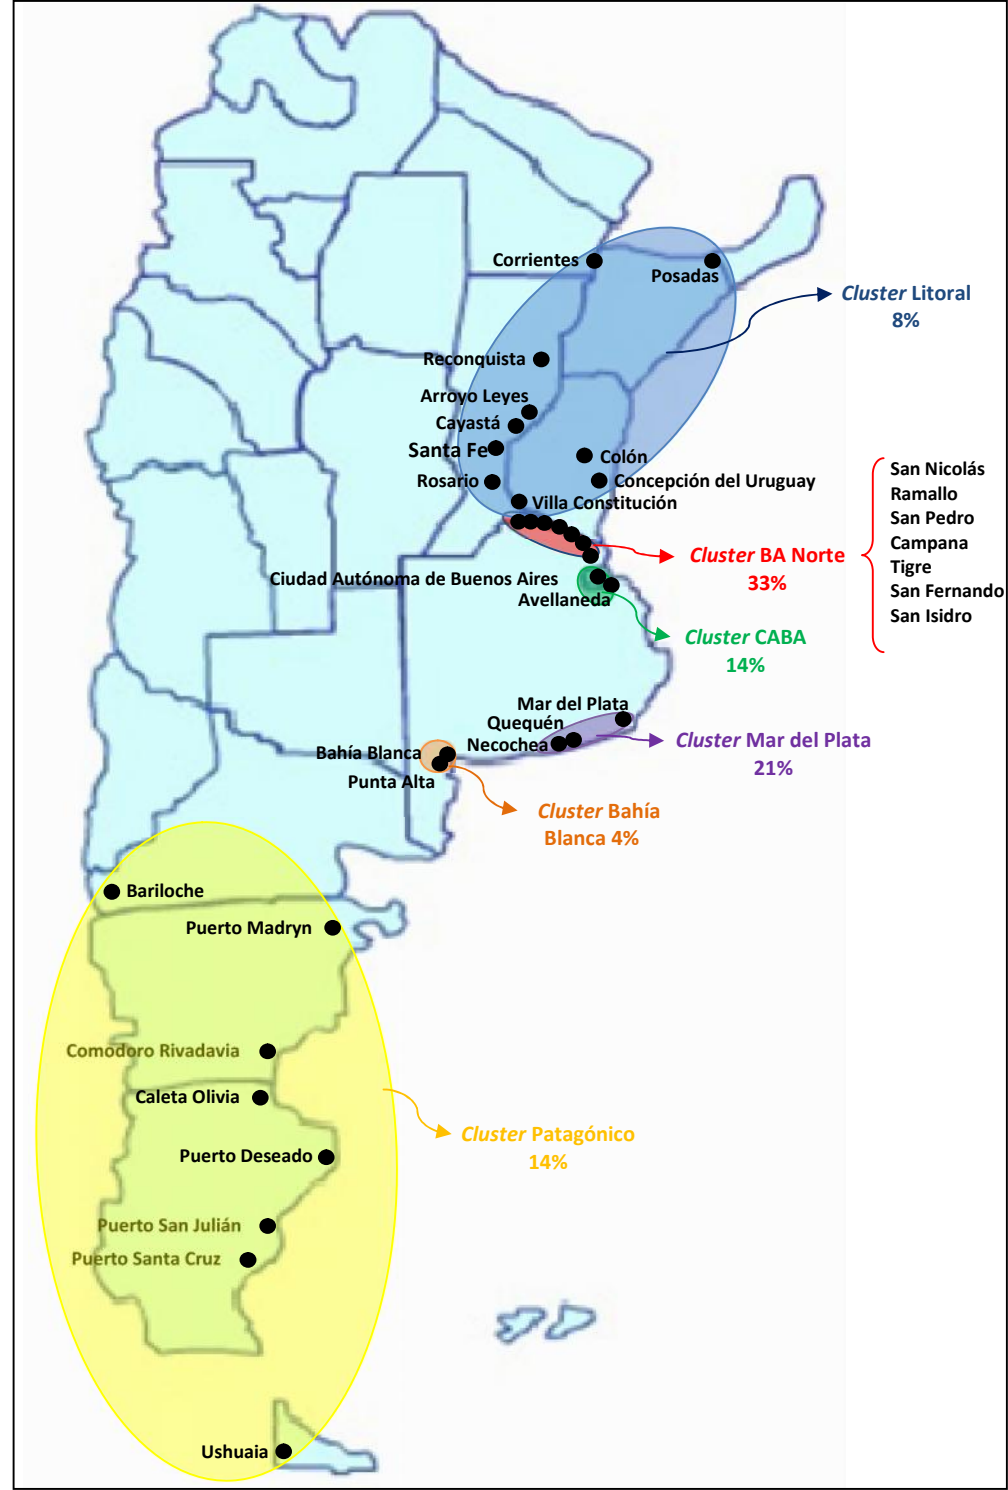 Corrientes
Posadas
Cluster Litoral
8%
Reconquista
Arroyo Leyes
Cayastá
Santa Fe
Colón
Rosario
Concepción del Uruguay
Villa Constitución
San Nicolás
Ramallo
San Pedro
Campana
Tigre
San Fernando
San Isidro
Cluster BA Norte
33%
Ciudad Autónoma de Buenos Aires
Avellaneda
Cluster CABA
14%
Mar del Plata
Quequén
Necochea
Cluster Mar del Plata
21%
Bahía Blanca
Punta Alta
Cluster Bahía
Blanca 4%
Bariloche
Puerto Madryn
Comodoro Rivadavia
Caleta Olivia
Cluster Patagónico
14%
Puerto Deseado
Puerto San Julián
Puerto Santa Cruz
Ushuaia